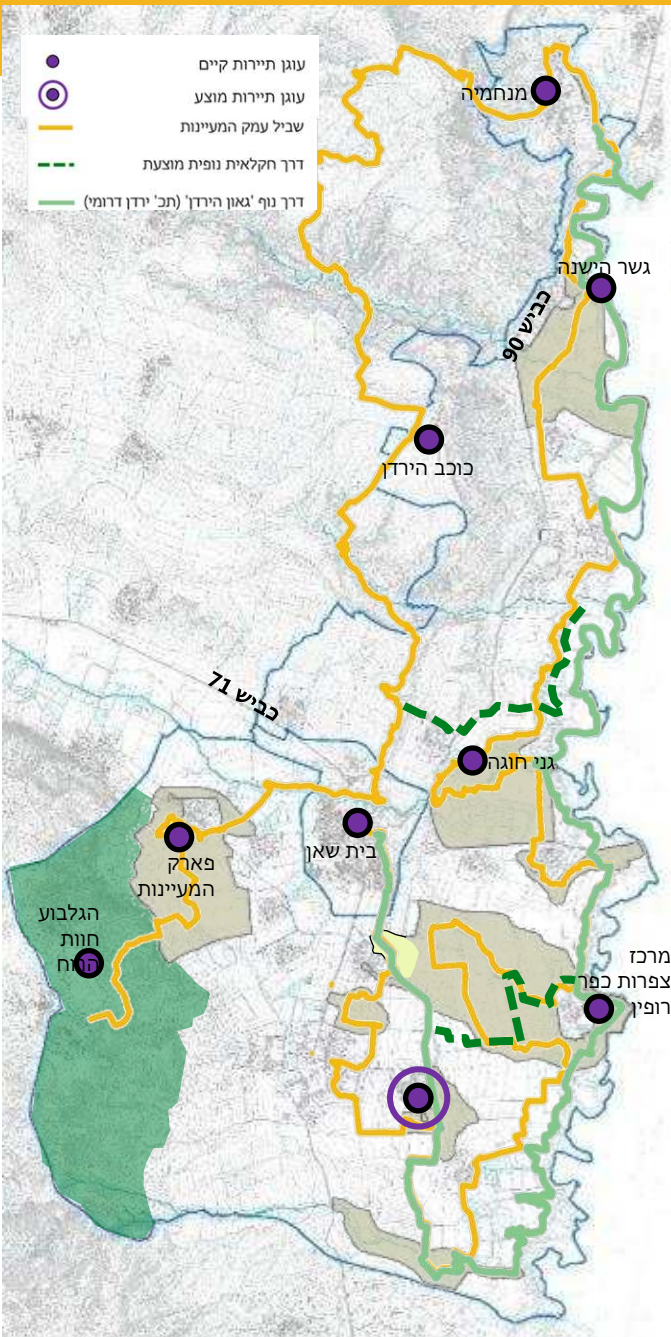 עוגן תיירות קיים
עוגן תיירות מוצע
שביל עמק המעיינות
דרך חקלאית נופית מוצעת
דרך נוף 'גאון הירדן' (תכ' ירדן דרומי)
מנחמיה
גשר הישנה
כביש 90
כוכב הירדן
כביש 71
גני חוגה
בית שאן
פארק
המעיינות
הגלבוע
חוות
הרוח
מרכז
צפרות כפר
רופין